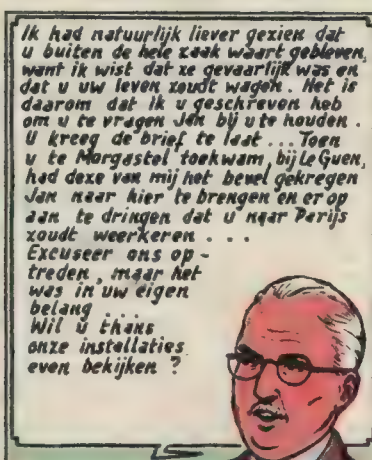 Ik had natuurlijk liever gezien dat
u buiten de hele zaak waart gebleven,
want ik wist dat ze gevaarlijk was en
dat u uw leven zoudt wagen. Het is
daarom dat ik u geschreven heb
om u te vragen Jan bij u te houden.
U kreeg de brief te laat... Toen
u te Morgastel toekwam, bij Le Guen,
had deze van mij het bevel gekregen
Jan naar hier te brengen en er op
aan te dringen dat u naar Parijs
zoudt weerkeren...
Excuseer ons op-
treden, maar het
was in uw eigen
belang...
Wil u thans
onze installaties
even bekijken ?